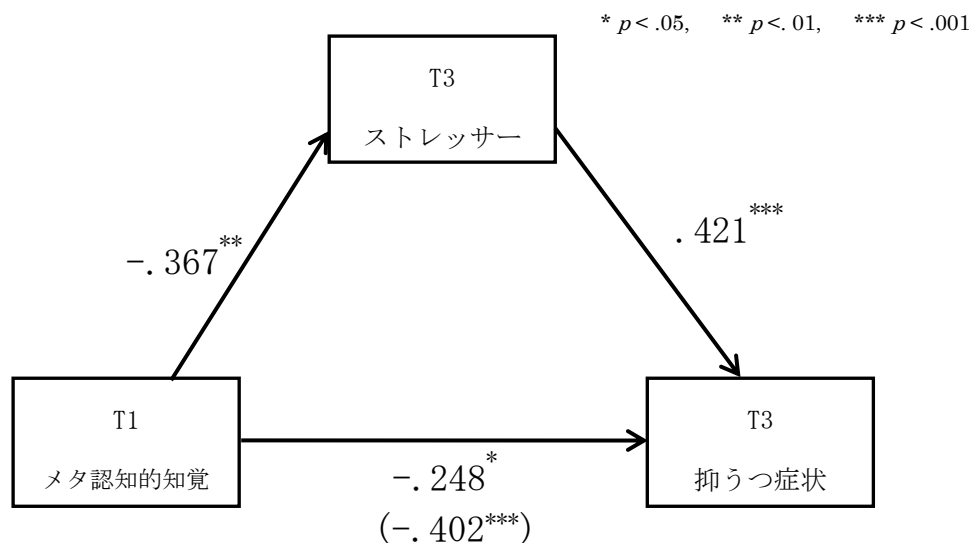 * p < .05, ** p <. 01, *** p < .001
T3
ストレッサー
-. 367**
. 421***
T1
メタ認知的知覚
T3
抑うつ症状
-. 248*
(-. 402***)